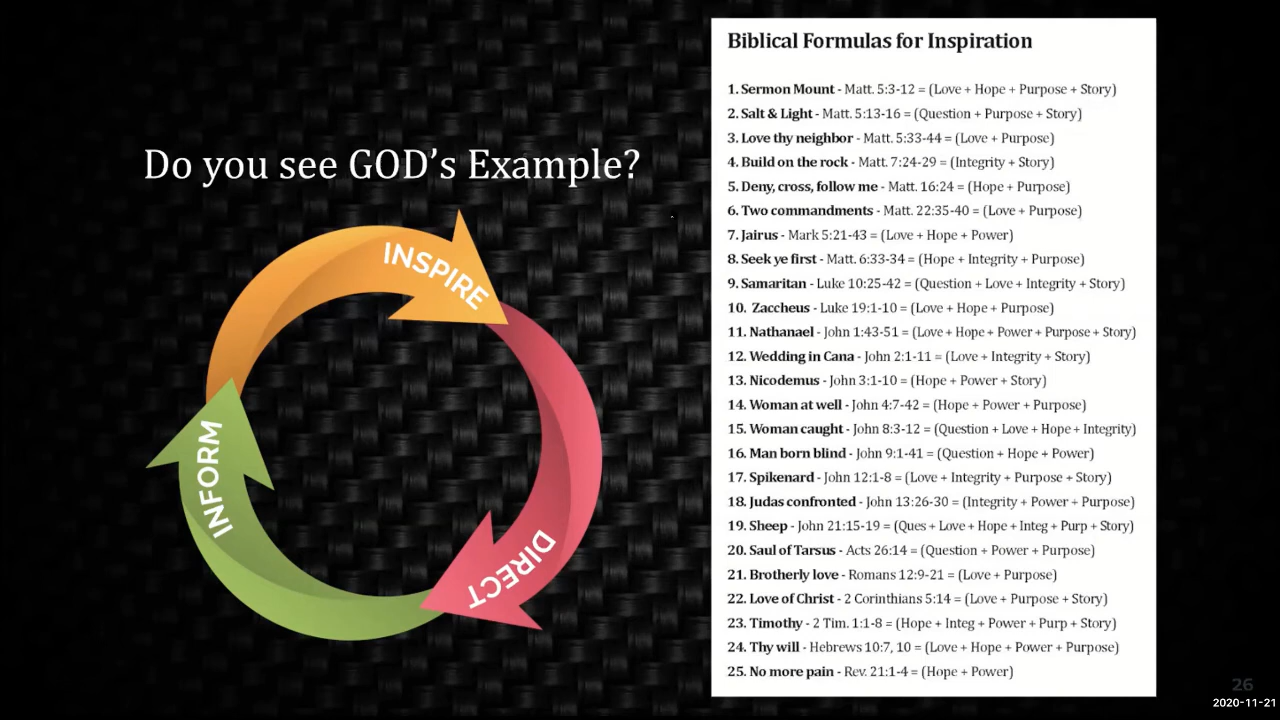 Do you see GOD’s Example?
INSPIRE
DIRECT
INFORM
Biblical Formulas for Inspiration
1. Sermon Mount - Matt. 5:3-12 = (Love + Hope + Purpose + Story)
2. Salt & Light - Matt. 5:13-16 = (Question + Purpose + Story)
3. Love thy neighbor - Matt. 5:33-44 = (Love + Purpose)
4. Build on the rock - Matt. 7:24-29 = (Integrity + Story)
5. Deny, cross, follow me - Matt. 16:24 = (Hope + Purpose)
6. Two commandments - Matt. 22:35-40 = (Love + Purpose)
7. Jairus - Mark 5:21-43 = (Love + Hope + Power)
8. Seek ye first - Matt. 6:33-34 = (Hope + Integrity + Purpose)
9. Samaritan - Luke 10:25-42 = (Question + Love + Integrity + Story)
10. Zaccheus - Luke 19:1-10 = (Love + Hope + Purpose)
11. Nathanael - John 1:43-51 = (Love + Hope + Power + Purpose + Story)
12. Wedding in Cana - John 2:1-11 = (Love + Integrity + Story)
13. Nicodemus - John 3:1-10 = (Hope + Power + Story)
14. Woman at well - John 4:7-42 = (Hope + Power + Purpose)
15. Woman caught - John 8:3-12 = (Question + Love + Hope + Integrity)
16. Man born blind - John 9:1-41 = (Question + Hope + Power)
17. Spikenard - John 12:1-8 = (Love + Integrity + Purpose + Story)
18. Judas confronted - John 13:26-30 = (Integrity + Power + Purpose)
19. Sheep - John 21:15-19 = (Ques + Love + Hope + Integ + Purp + Story)
20. Saul of Tarsus - Acts 26:14 = (Question + Power + Purpose)
21. Brotherly love - Romans 12:9-21 = (Love + Purpose)
22. Love of Christ - 2 Corinthians 5:14 = (Love + Purpose + Story)
23. Timothy - 2 Tim. 1:1-8 = (Hope + Integ + Power + Purp + Story)
24. Thy will - Hebrews 10:7, 10 = (Love + Hope + Power + Purpose)
25. No more pain - Rev. 21:1-4 = (Hope + Power)
26
2020-11-21